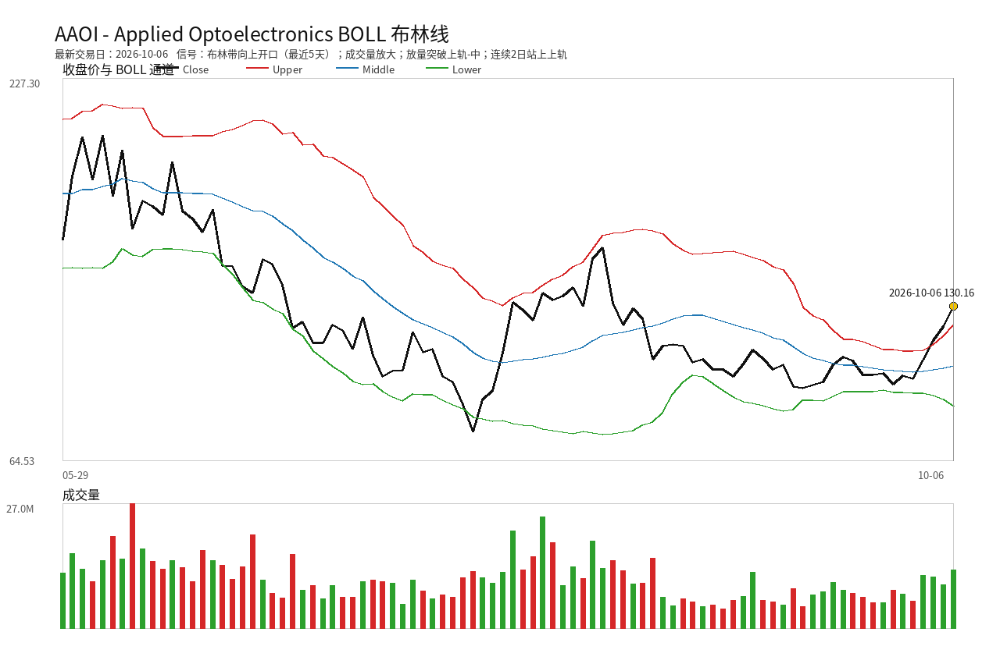 AAOI - Applied Optoelectronics BOLL 布林线
最新交易日：2026-10-06 信号：布林带向上开口（最近5天）；成交量放大；放量突破上轨-中；连续2日站上上轨
收盘价与 BOLL 通道 Close Upper Middle Lower
227.30
2026-10-06 130.16
64.53
05-29 10-06
成交量
27.0M